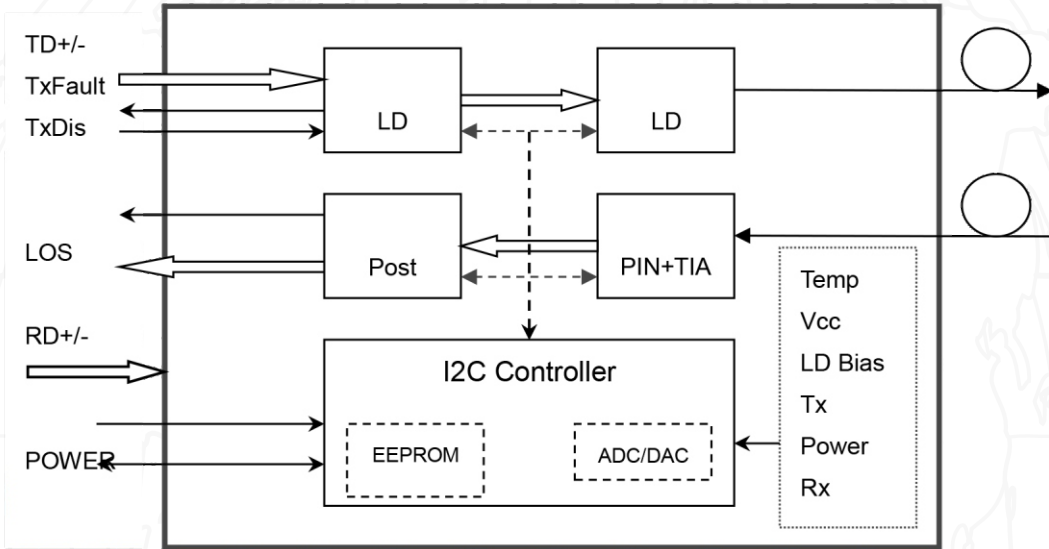 TD+/-
TxFault
TxDis
LD
LD
LOS
Post
PIN+TIA
RD+/-
POWER
I2C Controller
EEPROM
ADC/DAC
Temp
Vcc
LD Bias
Tx
Power
Rx